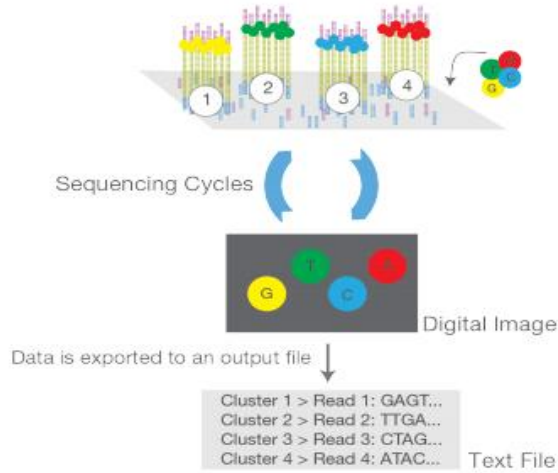 1
2
3
4
T
C
G
Sequencing Cycles
T
A
G
C
Digital Image
Data is exported to an output file
Cluster 1 > Read 1: GAGT...
Cluster 2 > Read 2: TTGA...
Cluster 3 > Read 3: CTAG...
Cluster 4 > Read 4: ATAC...
Text File